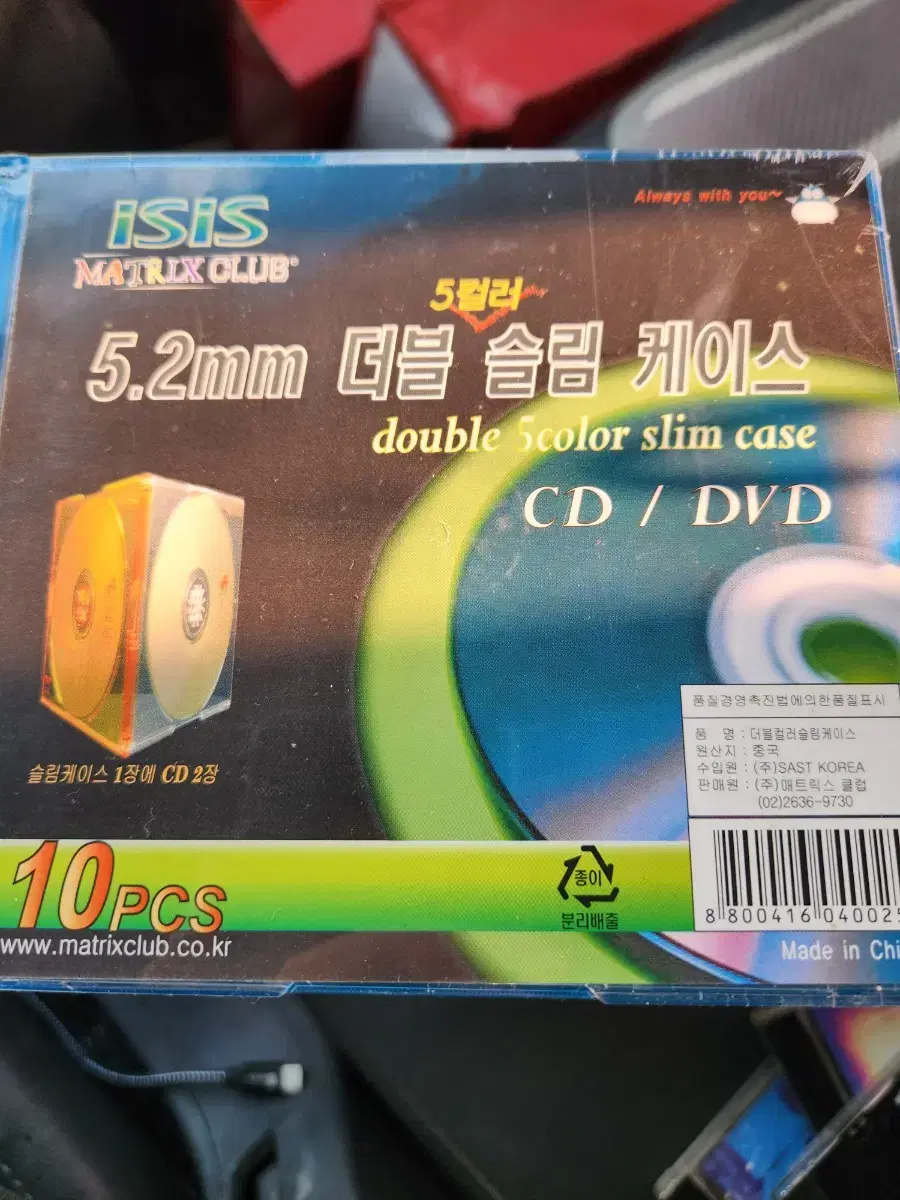 ISIS
MATRIX CLUB®
Always with you~
5컬러
5.2mm 더블 슬림 케이스
double 5color slim case
CD / DVD
슬림케이스 1장에 CD 2장
품질경영촉진법에의한품질표시
품 명 : 더블컬러슬림케이스
원산지 : 중국
수입원 : (주)SAST KOREA
판매원 : (주)매트릭스 클럽
(02)2636-9730
10PCS
종이
분리배출
8 800416 04002
www.matrixclub.co.kr
Made in Chi